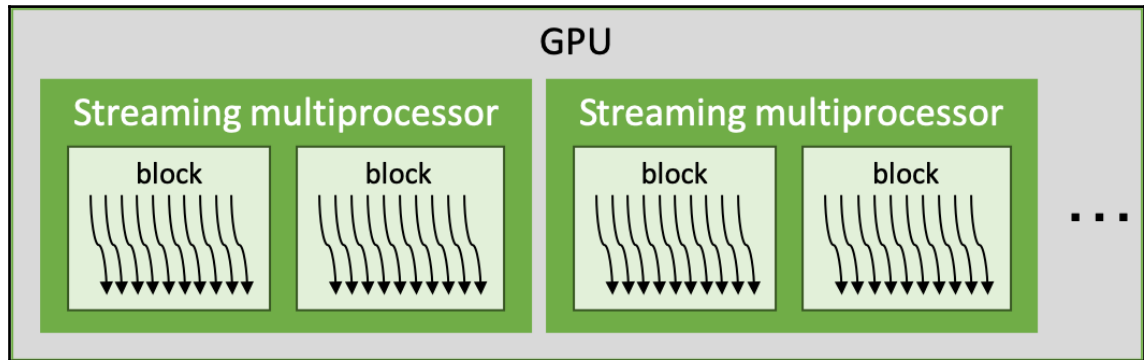 GPU
Streaming multiprocessor Streaming multiprocessor
block block block block
...